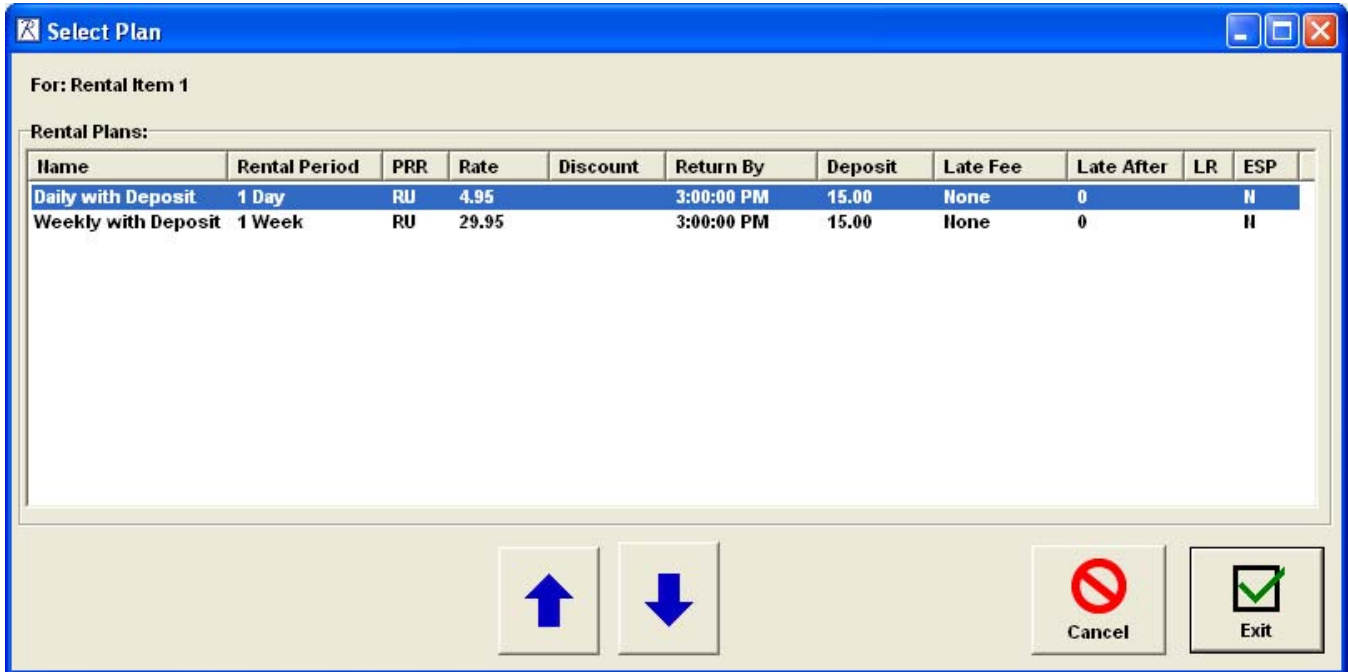 Select Plan
For: Rental Item 1
Rental Plans:
Name Rental Period PRR Rate Discount Return By Deposit Late Fee Late After LR ESP
Daily with Deposit 1 Day RU 4.95 3:00:00 PM 15.00 None 0 N
Weekly with Deposit 1 Week RU 29.95 3:00:00 PM 15.00 None 0 N
Cancel Exit